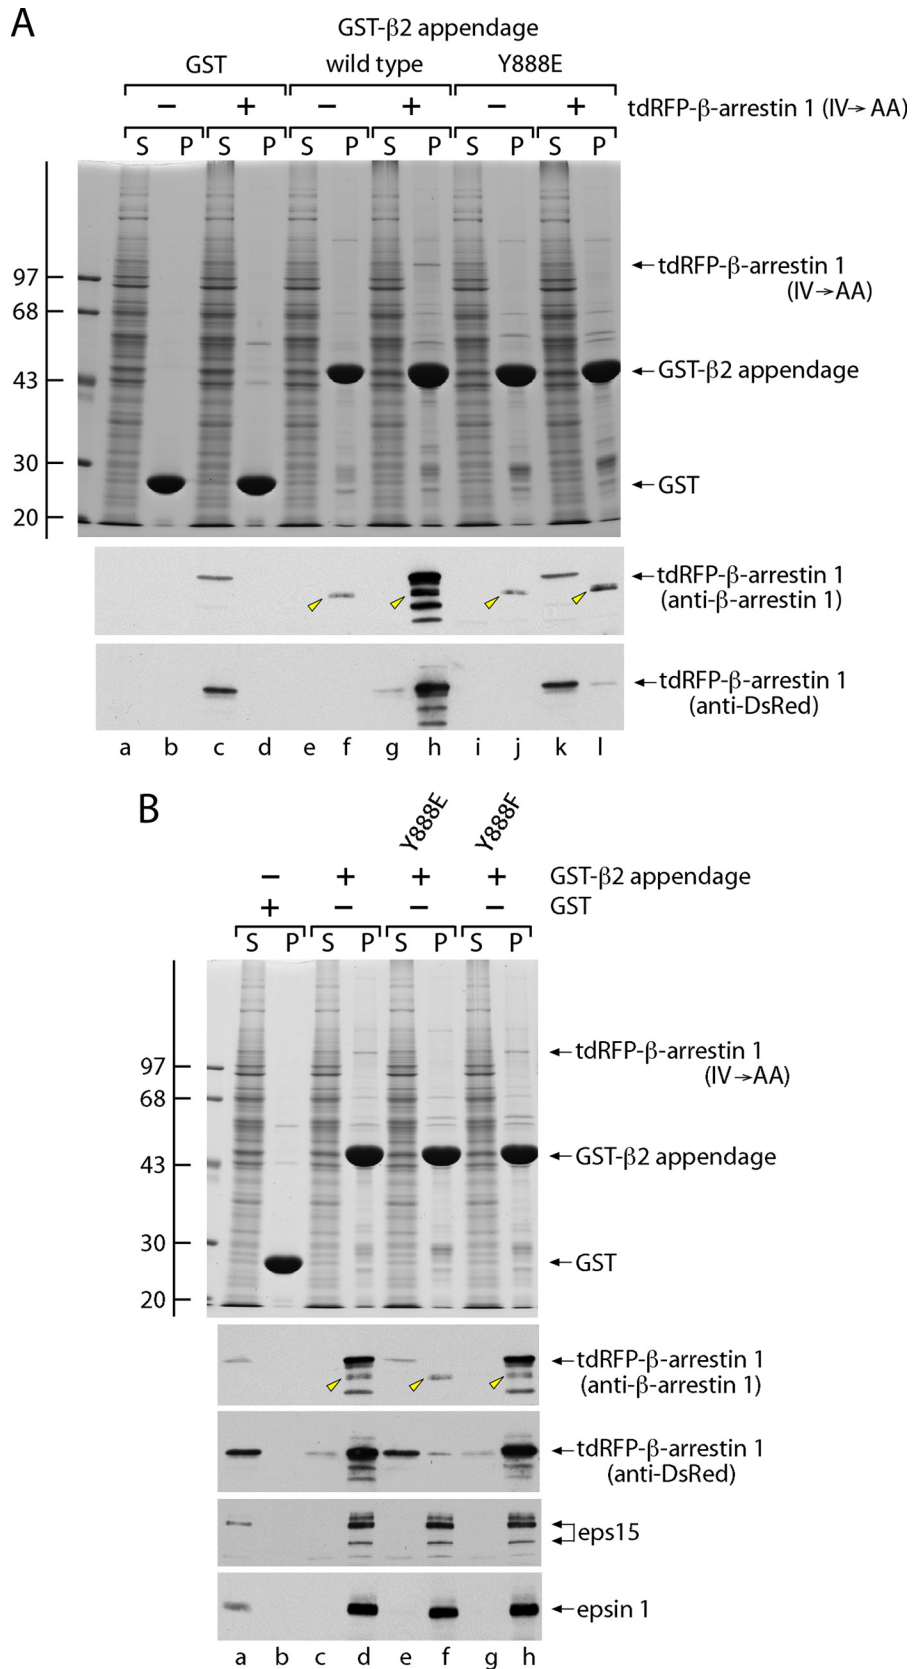 A
GST-β2 appendage
GST wild type Y888E
− + − + − + tdRFP-β-arrestin 1 (IV→AA)
S P S P S P S P S P S P
97
68
43
30
20
tdRFP-β-arrestin 1
(IV→AA)
GST-β2 appendage
GST
tdRFP-β-arrestin 1
(anti-β-arrestin 1)
tdRFP-β-arrestin 1
(anti-DsRed)
a b c d e f g h i j k l
B
Y888E Y888F
− + + + GST-β2 appendage
+ − − − GST
S P S P S P S P
97
68
43
30
20
tdRFP-β-arrestin 1
(IV→AA)
GST-β2 appendage
GST
tdRFP-β-arrestin 1
(anti-β-arrestin 1)
tdRFP-β-arrestin 1
(anti-DsRed)
eps15
epsin 1
a b c d e f g h